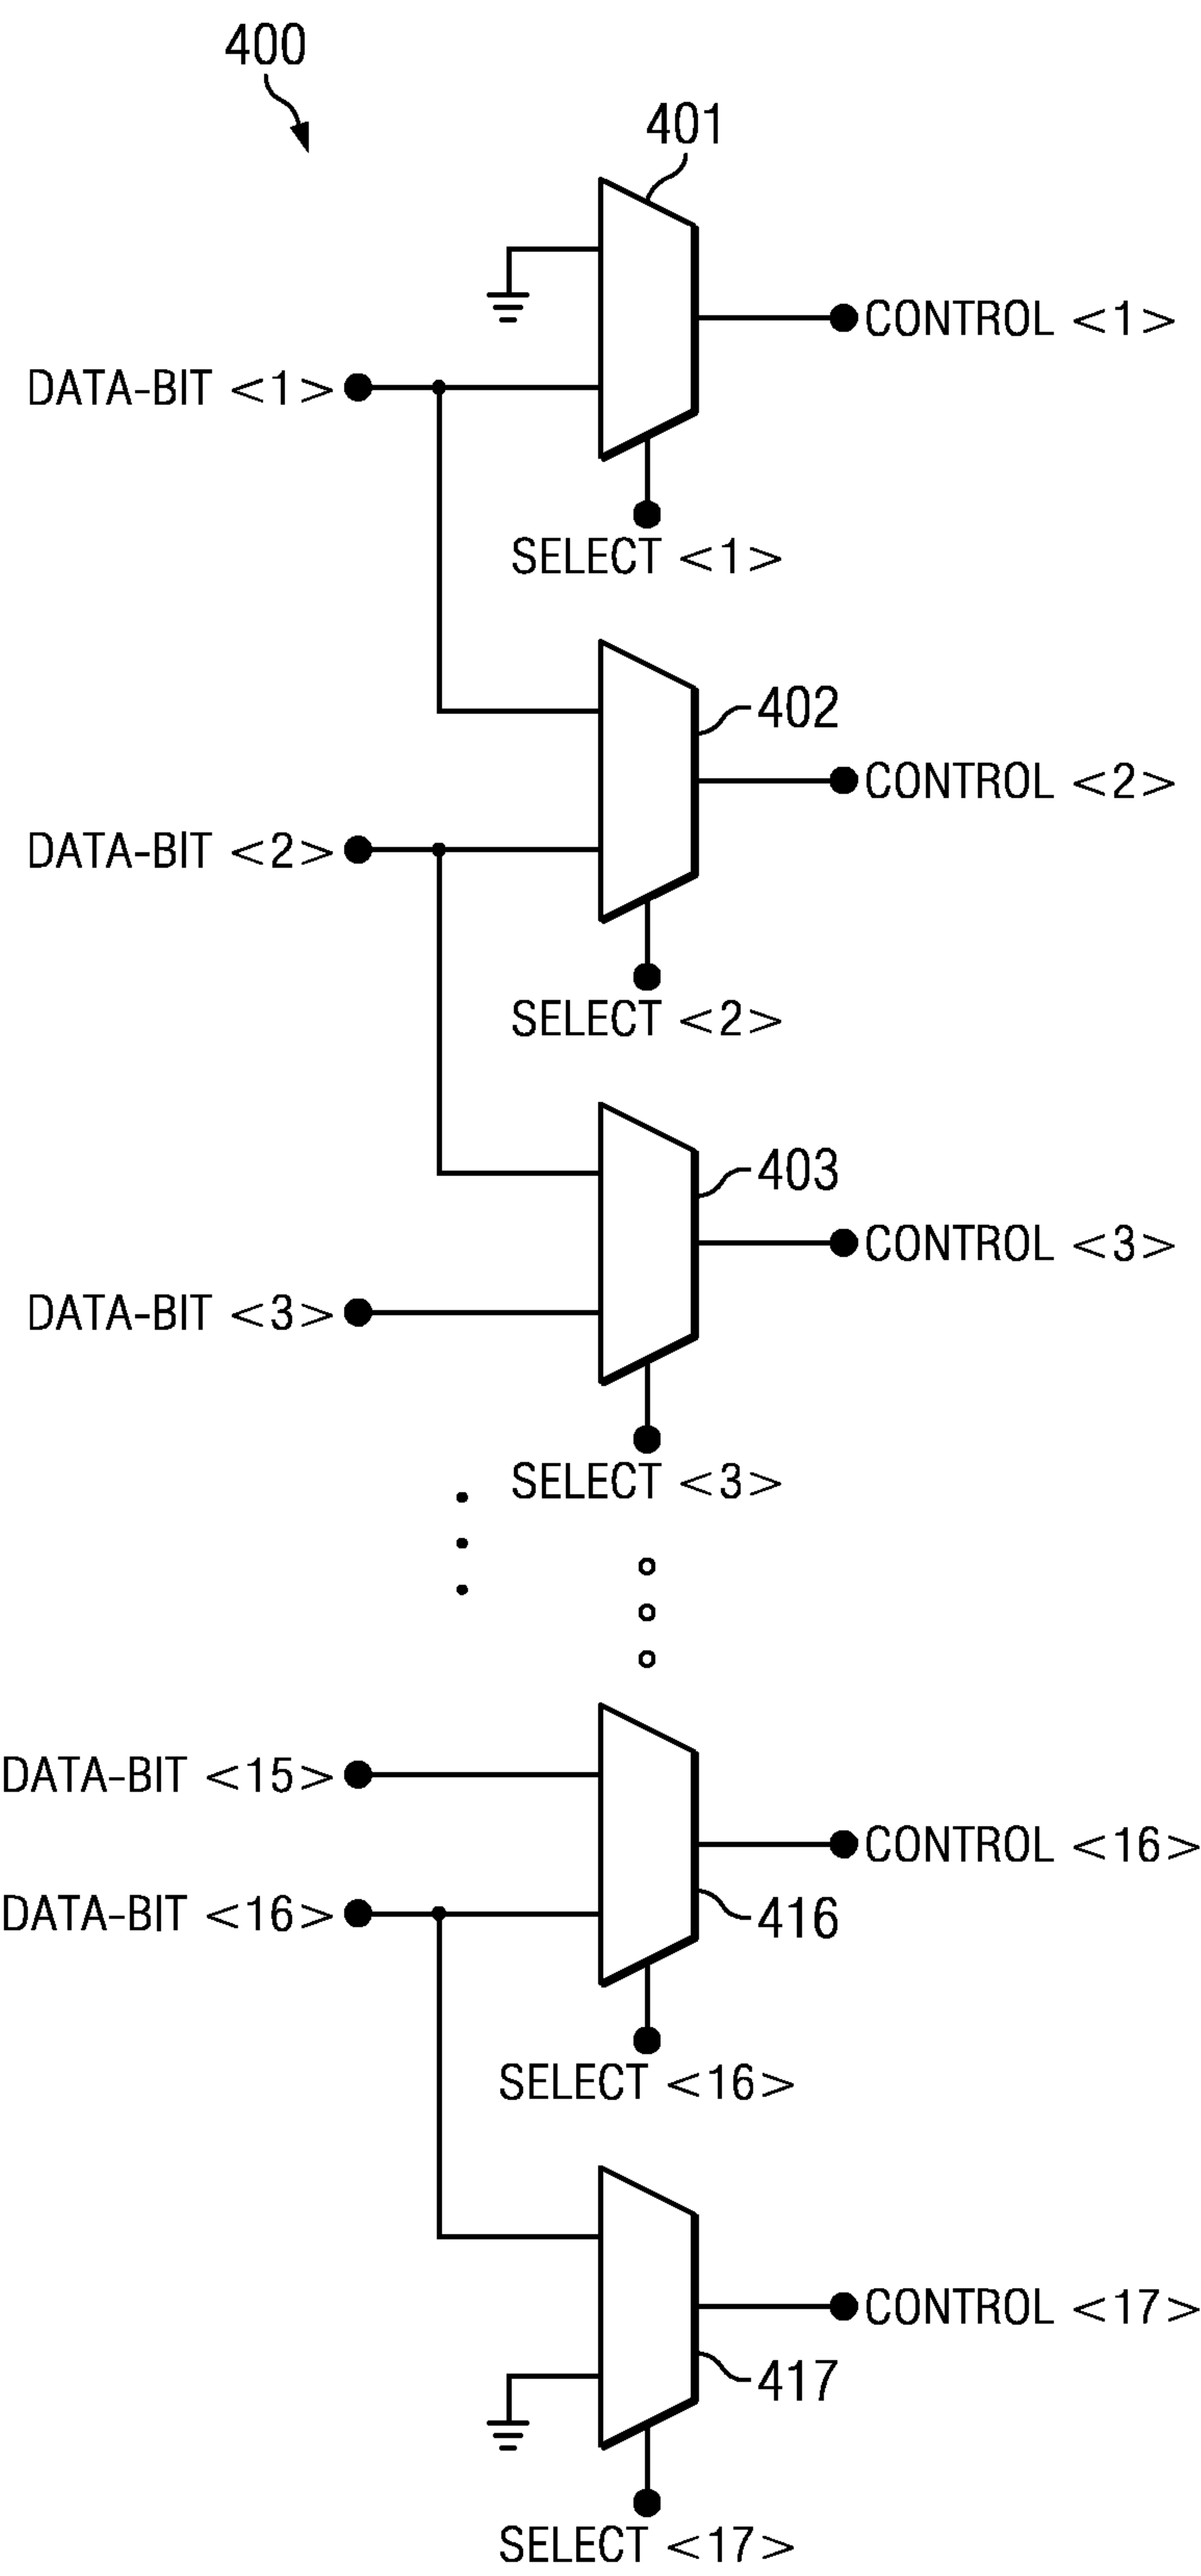 400
401
CONTROL <1>
DATA-BIT <1>
SELECT <1>
402
CONTROL <2>
DATA-BIT <2>
SELECT <2>
403
CONTROL <3>
DATA-BIT <3>
SELECT <3>
DATA-BIT <15>
CONTROL <16>
DATA-BIT <16>
416
SELECT <16>
CONTROL <17>
417
SELECT <17>